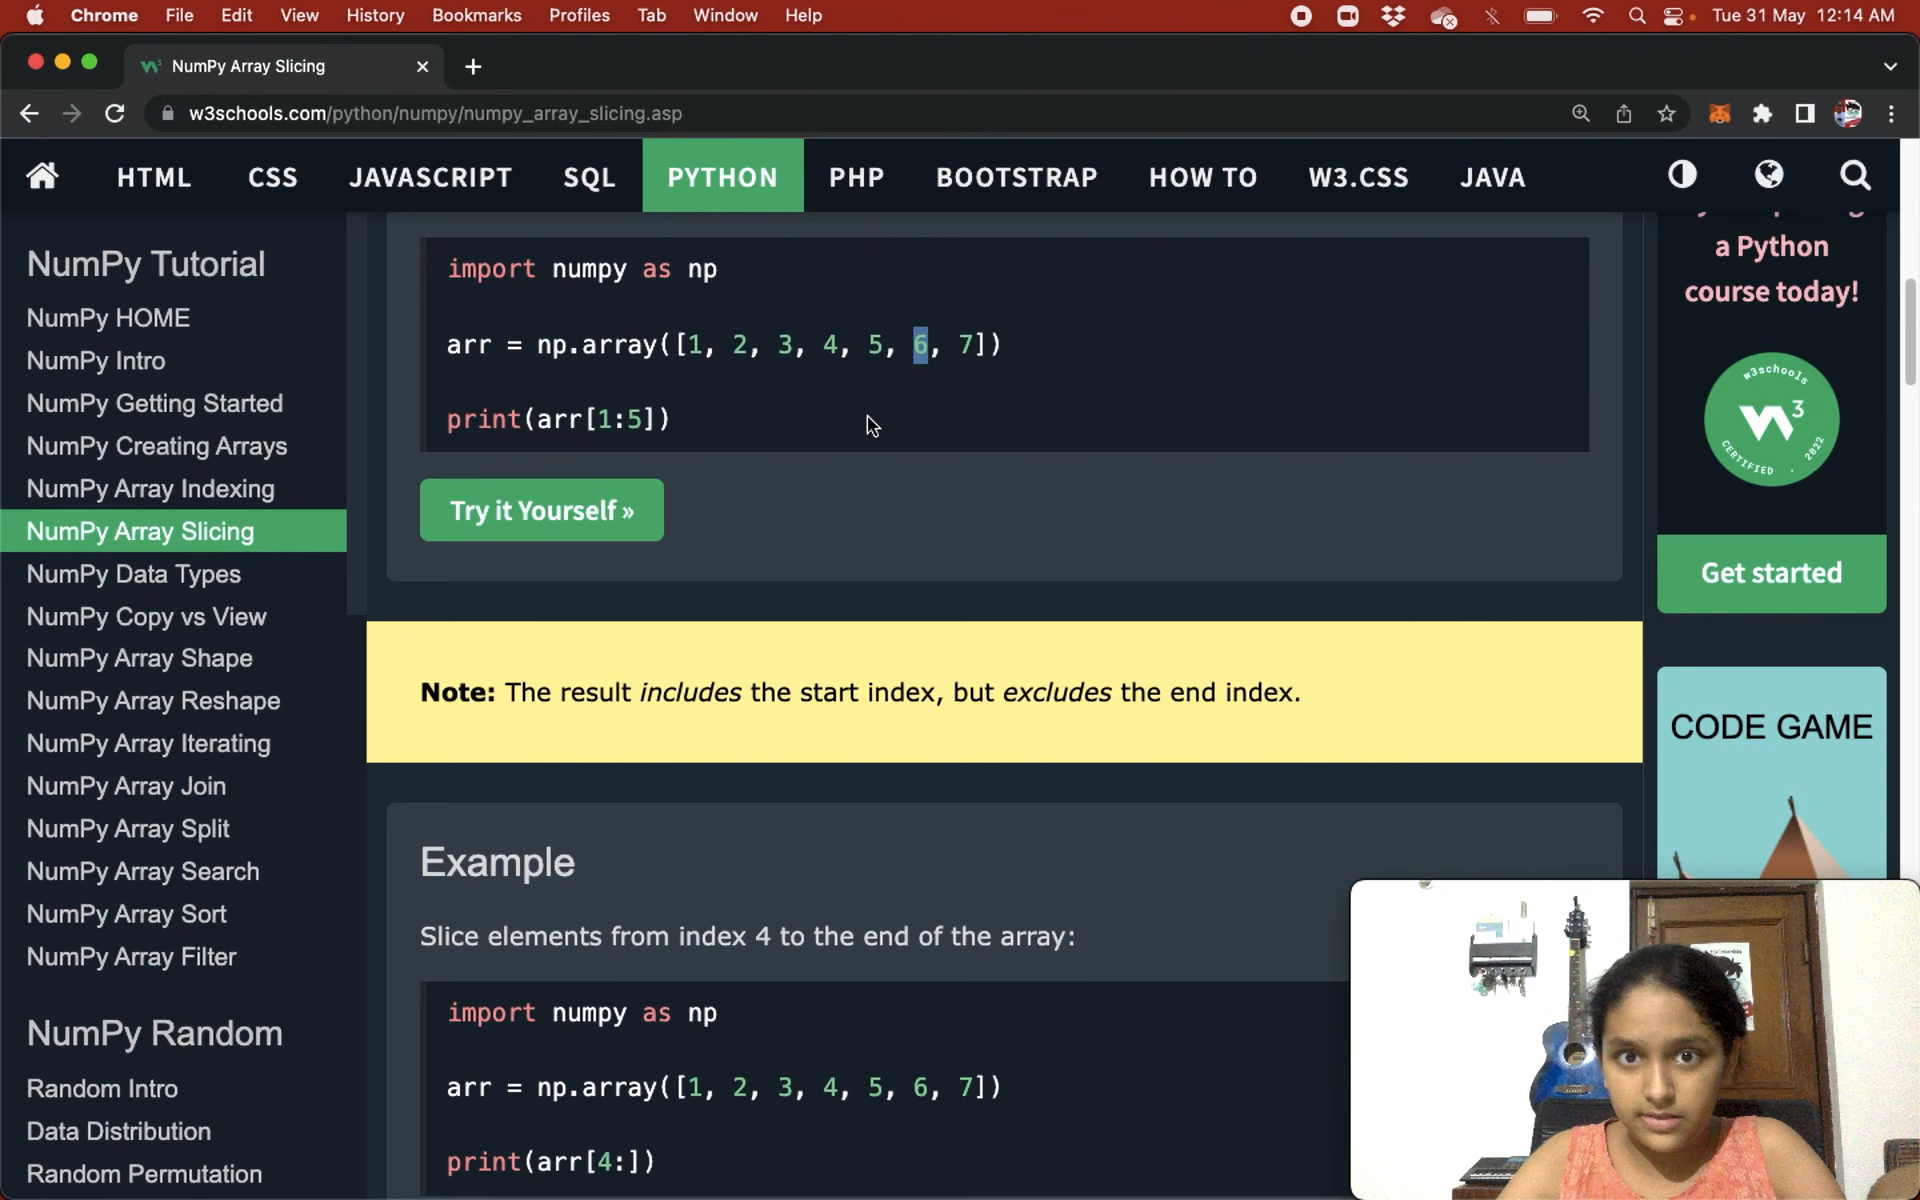 Chrome File Edit View History Bookmarks Profiles Tab Window Help Tue 31 May 12:14 AM
NumPy Array Slicing
w3schools.com/python/numpy/numpy_array_slicing.asp
HTML CSS JAVASCRIPT SQL PYTHON PHP BOOTSTRAP HOW TO W3.CSS JAVA
NumPy Tutorial
NumPy HOME
NumPy Intro
NumPy Getting Started
NumPy Creating Arrays
NumPy Array Indexing
NumPy Array Slicing
NumPy Data Types
NumPy Copy vs View
NumPy Array Shape
NumPy Array Reshape
NumPy Array Iterating
NumPy Array Join
NumPy Array Split
NumPy Array Search
NumPy Array Sort
NumPy Array Filter
NumPy Random
Random Intro
Data Distribution
Random Permutation
import numpy as np
arr = np.array([1, 2, 3, 4, 5, 6, 7])
print(arr[1:5])
Try it Yourself »
Note: The result includes the start index, but excludes the end index.
Example
Slice elements from index 4 to the end of the array:
import numpy as np
arr = np.array([1, 2, 3, 4, 5, 6, 7])
print(arr[4:])
a Python
course today!
w3schools
W3
CERTIFIED . 2022
Get started
CODE GAME